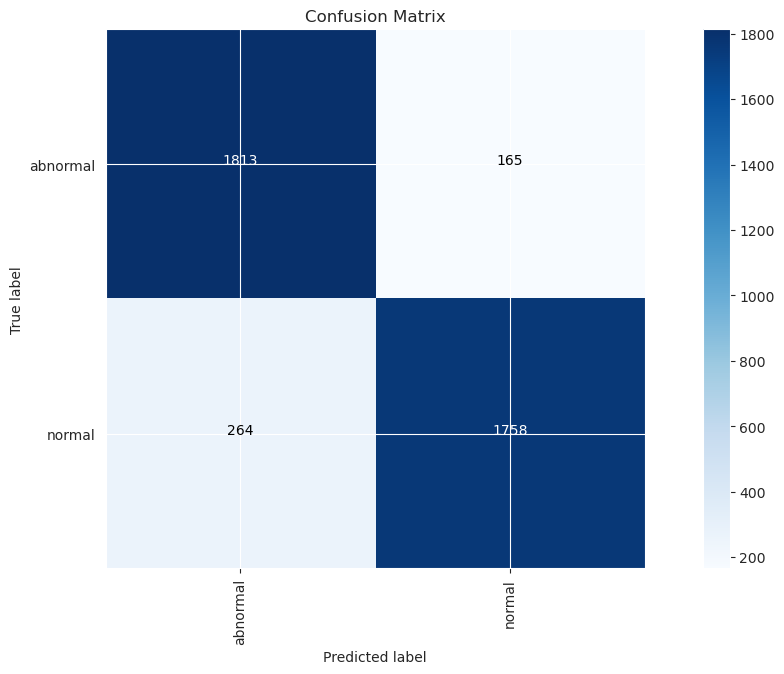 Confusion Matrix
True label
abnormal
normal
1813
165
264
1758
abnormal
normal
Predicted label
1800
1600
1400
1200
1000
800
600
400
200